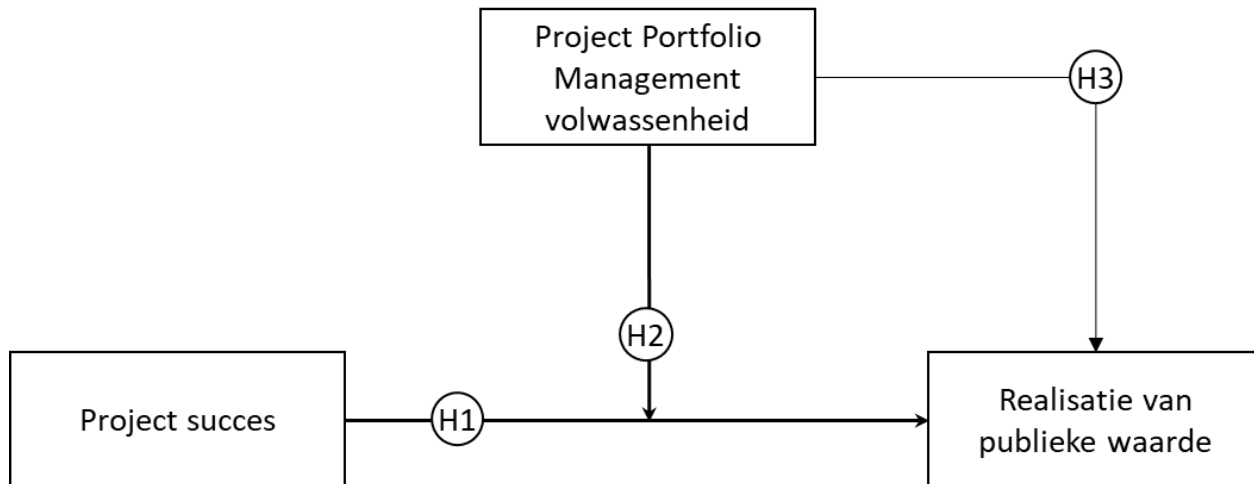 Project Portfolio
Management
volwassenheid
H3
H2
Project succes
H1
Realisatie van
publieke waarde